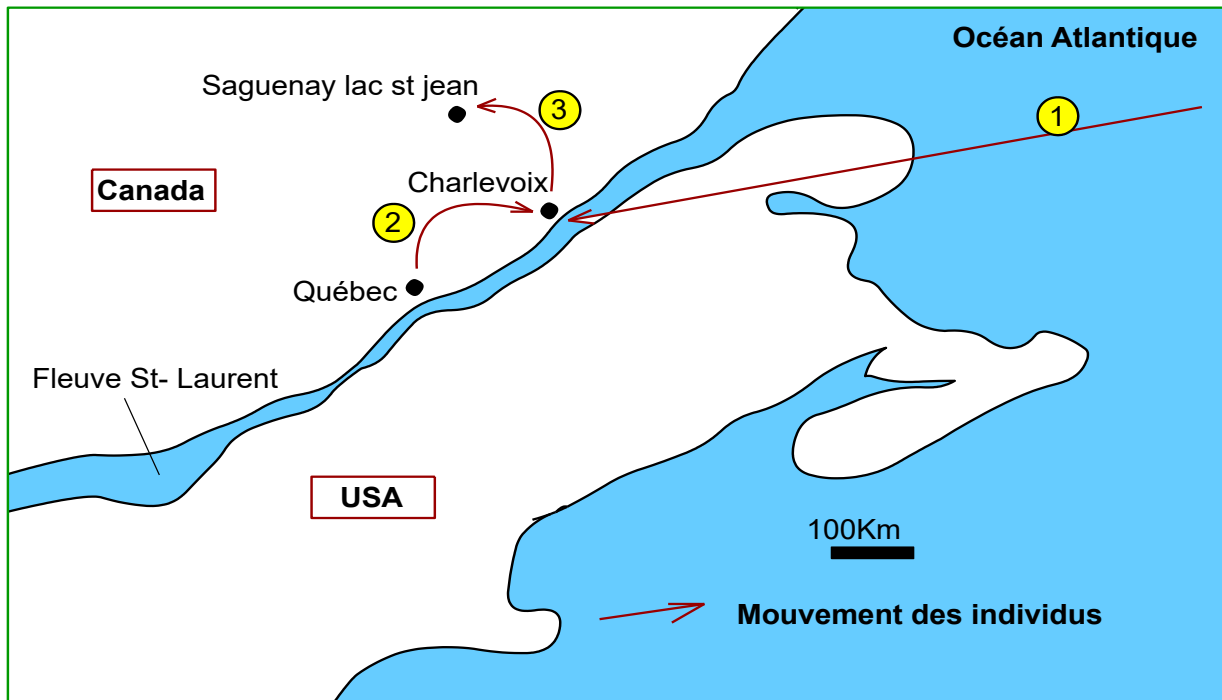 Océan Atlantique
Saguenay lac st jean
3
1
Canada
Charlevoix
2
Québec
Fleuve St- Laurent
USA
100Km
Mouvement des individus